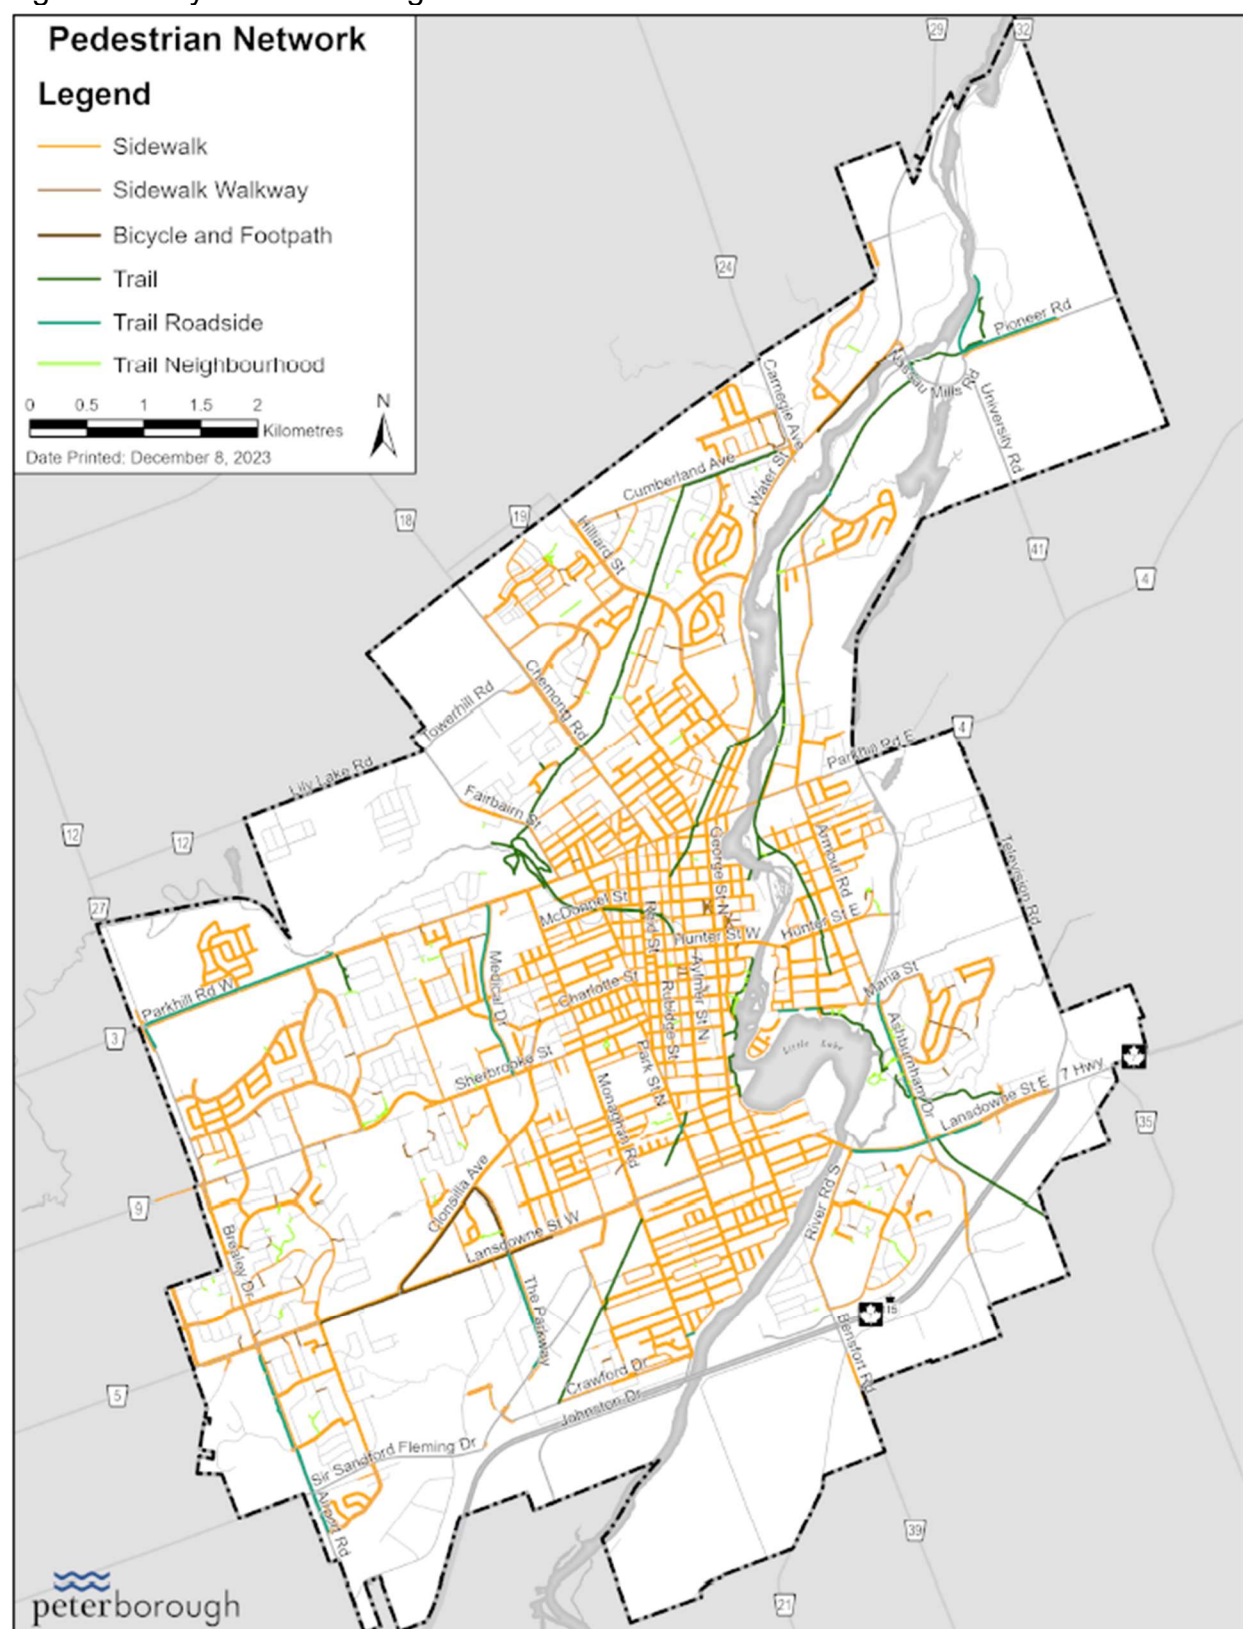 Pedestrian Network
Legend
Sidewalk
Sidewalk Walkway
Bicycle and Footpath
Trail
Trail Roadside
Trail Neighbourhood
0 0.5 1 1.5 2
Kilometres
N
Date Printed: December 8, 2023
29
32
24
Pioneer Rd
Nassau Mills Rd
University Rd
Carnegie Ave
Water St
Cumberland Ave
18
19
Hilliard St
41
4
Chemong Rd
Towerhill Rd
4
Parkhill Rd E
Lily Lake Rd
Fairbairn St
12
12
George St N
Armour Rd
Television Rd
27
McDonnel St
Reid St
Hunter St W
Hunter St E
Medical Dr
Aylmer St N
Maria St
Charlotte St
Rubidge St
Parkhill Rd W
3
Ashburnham Dr
Little Lake
Sherbrooke St
Park St N
Monaghan Rd
7 Hwy
Lansdowne St E
35
9
Clonsilla Ave
River Rd S
Lansdowne St W
Brealey Dr
The Parkway
115
Bensfort Rd
5
Crawford Dr
Johnston Dr
Sir Sandford Fleming Dr
Airport Rd
39
21
peterborough